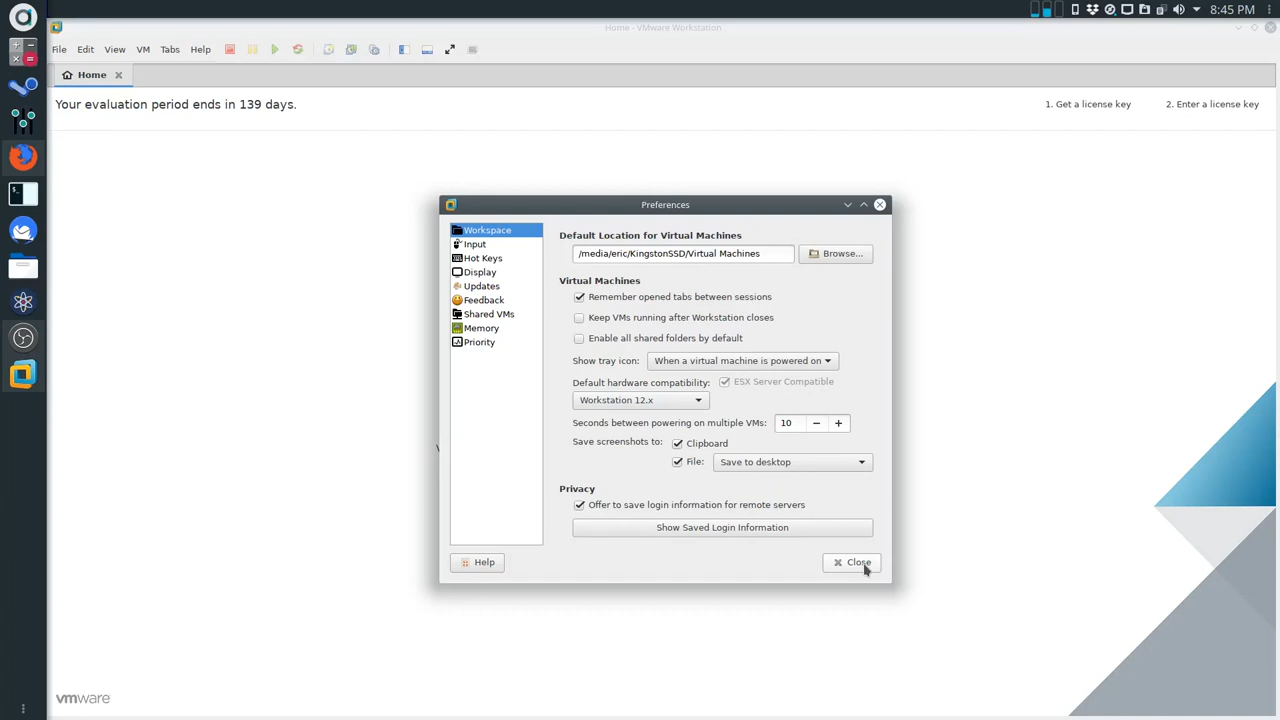 8:45 PM
Home - VMware Workstation
File Edit View VM Tabs Help
Home
Your evaluation period ends in 139 days.
1. Get a license key 2. Enter a license key
Preferences
Workspace
Input
Hot Keys
Display
Updates
Feedback
Shared VMs
Memory
Priority
Default Location for Virtual Machines
/media/eric/KingstonSSD/Virtual Machines Browse...
Virtual Machines
Remember opened tabs between sessions
Keep VMs running after Workstation closes
Enable all shared folders by default
Show tray icon: When a virtual machine is powered on
Default hardware compatibility: ESX Server Compatible
Workstation 12.x
Seconds between powering on multiple VMs: 10
Save screenshots to: Clipboard
File: Save to desktop
Privacy
Offer to save login information for remote servers
Show Saved Login Information
Help Close
vmware